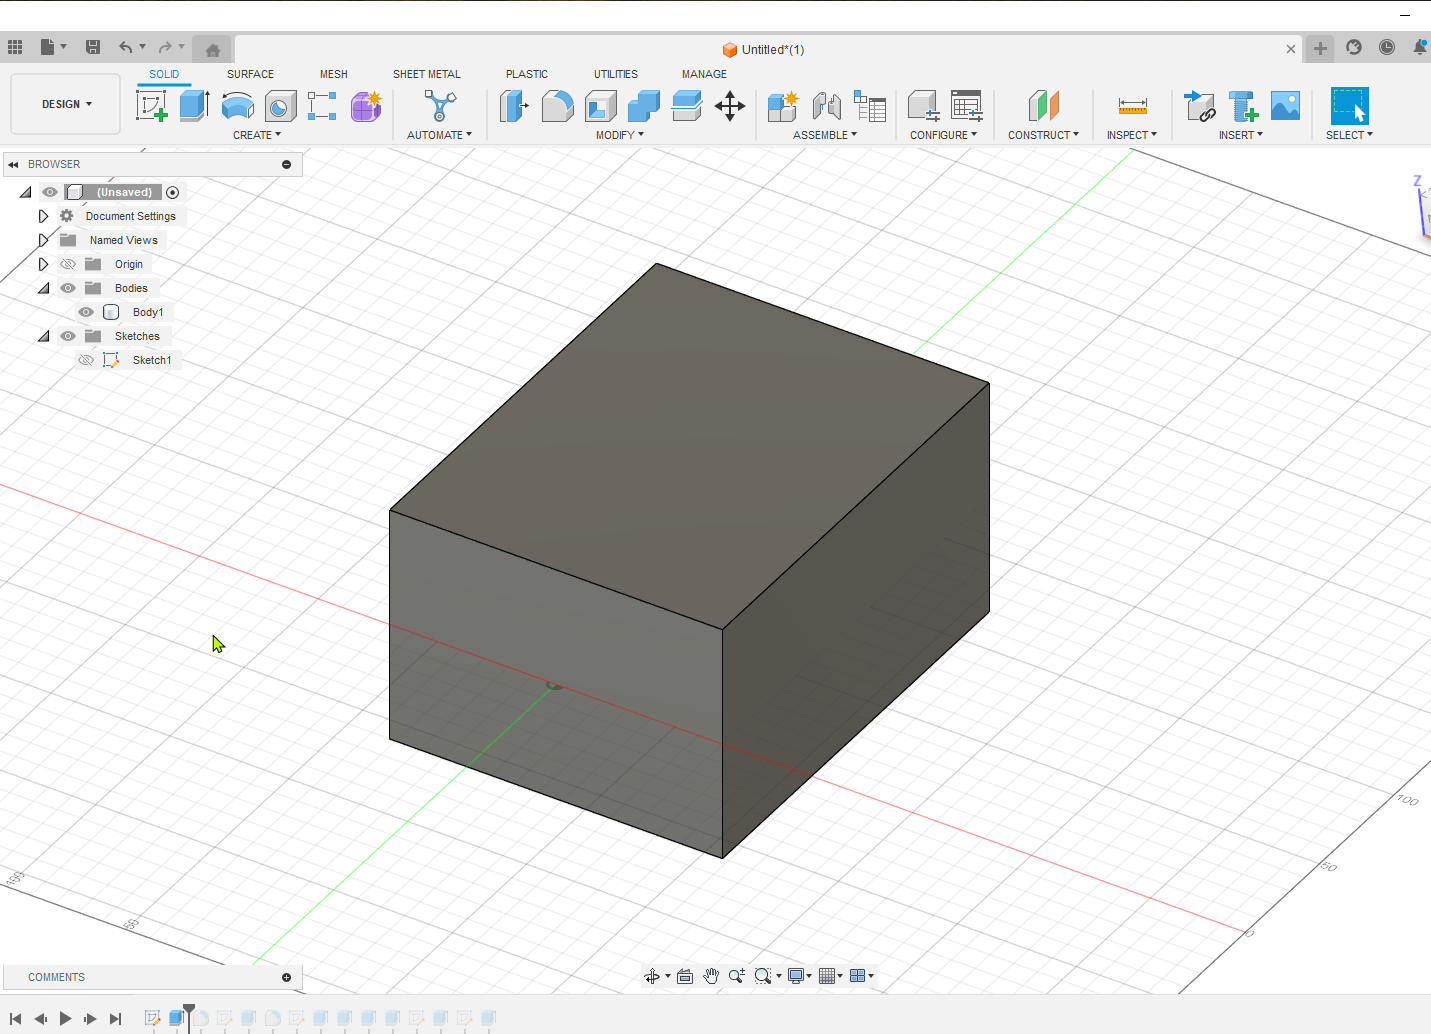 Untitled*(1)
SOLID SURFACE MESH SHEET METAL PLASTIC UTILITIES MANAGE
DESIGN
CREATE AUTOMATE MODIFY ASSEMBLE CONFIGURE CONSTRUCT INSPECT INSERT SELECT
BROWSER
(Unsaved)
Document Settings
Named Views
Origin
Bodies
Body1
Sketches
Sketch1
Z
100
50
0
50
COMMENTS